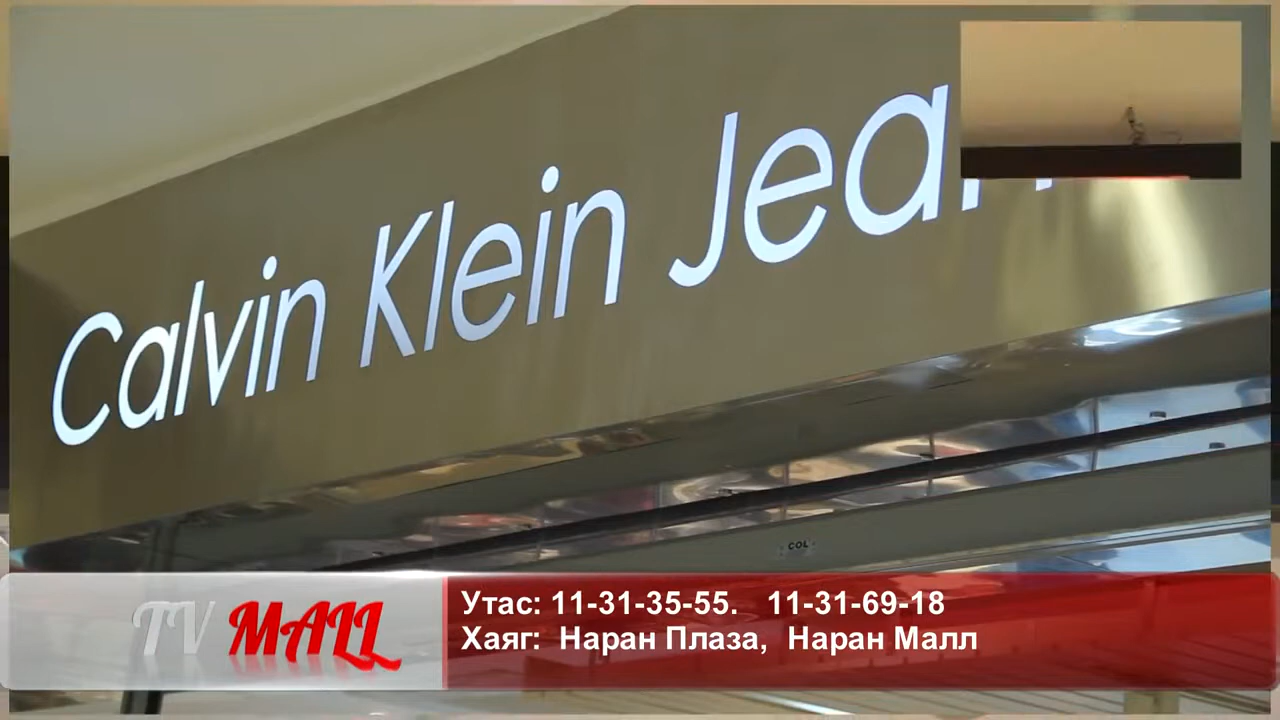 Calvin Klein Jea
COL
TV MALL
Утас: 11-31-35-55. 11-31-69-18
Хаяг: Наран Плаза, Наран Малл